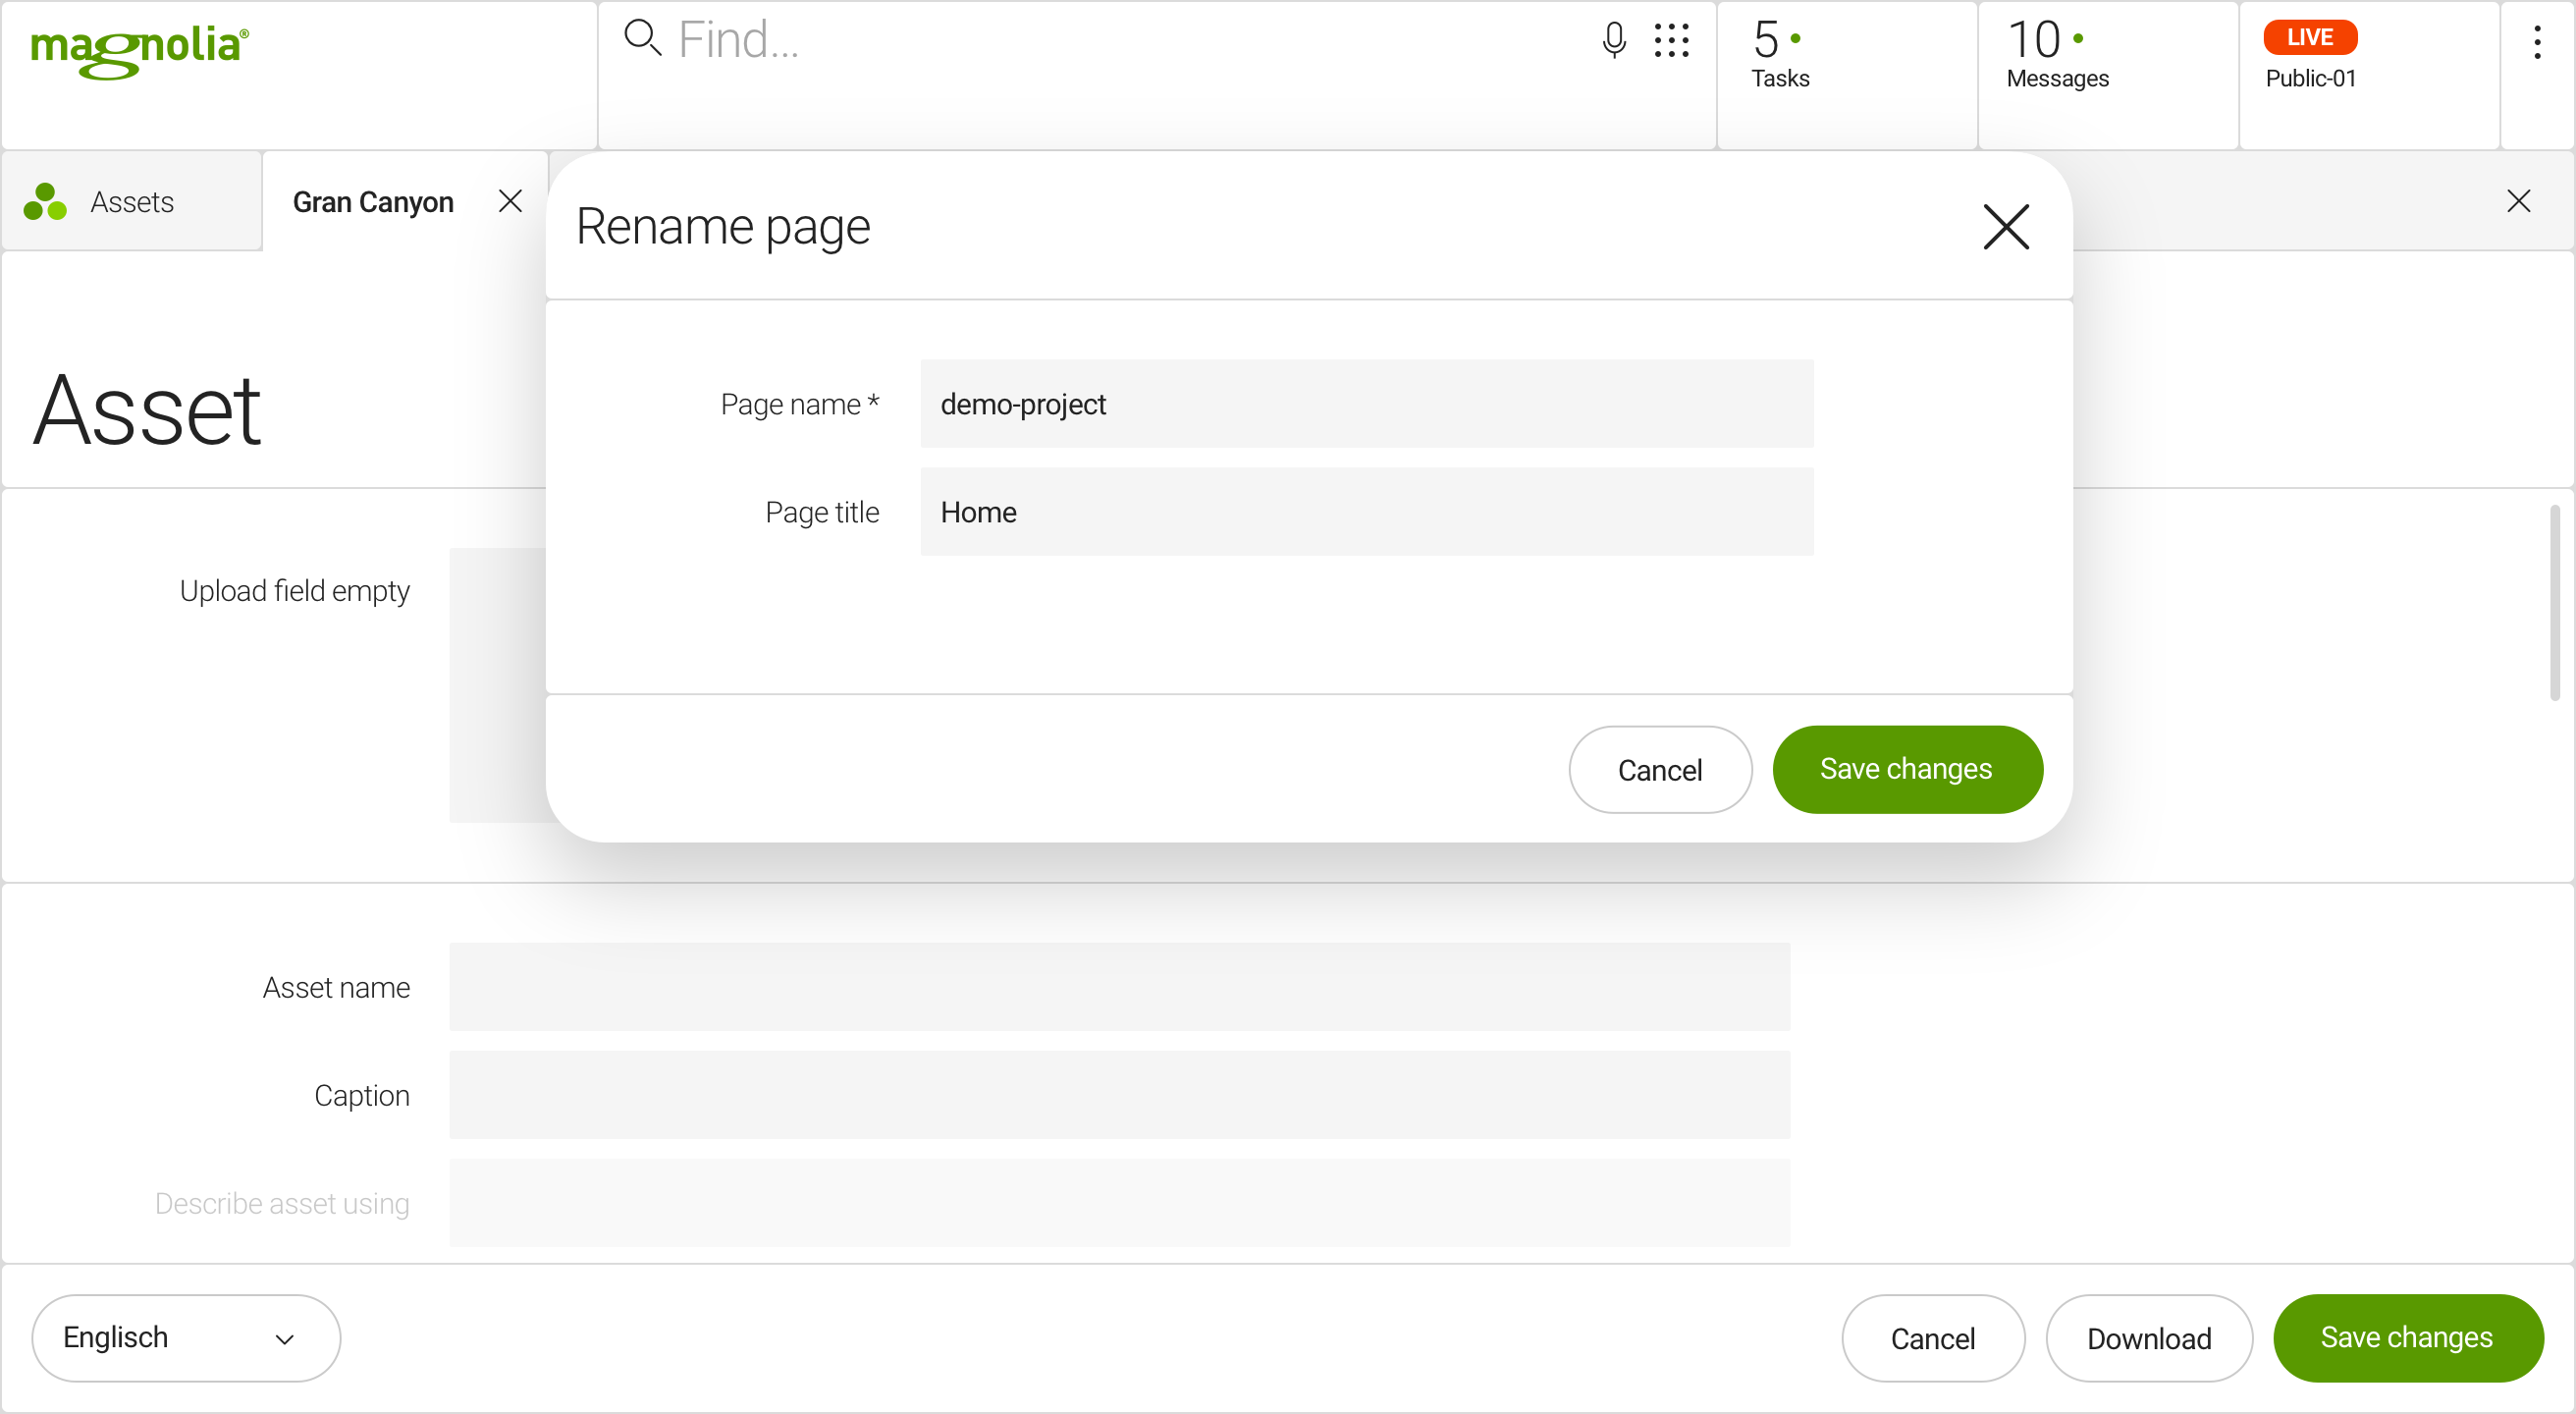 magnolia®
Find...
5
Tasks
10
Messages
LIVE
Public-01
Assets
Gran Canyon
Rename page
Page name *
demo-project
Page title
Home
Cancel
Save changes
Asset
Upload field empty
Asset name
Caption
Describe asset using
Englisch
Cancel
Download
Save changes